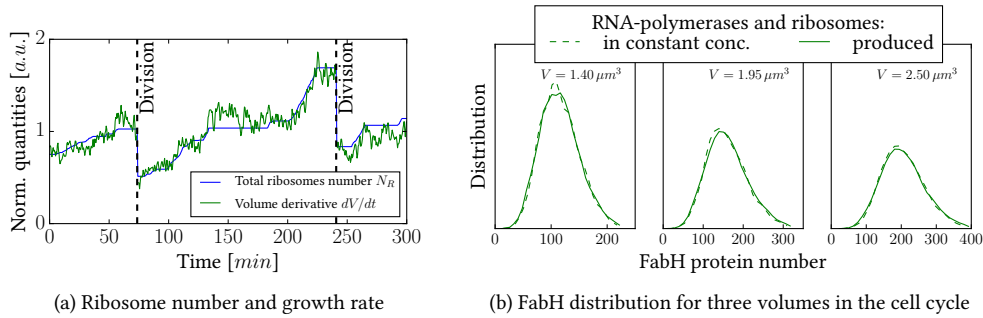 (a)
2
1
0
Norm. quantities [a.u.]
Division
Division
Total ribosomes number N_R
Volume derivative dV/dt
0 50 100 150 200 250 300
Time [min]
(a) Ribosome number and growth rate
(b)
RNA-polymerases and ribosomes:
in constant conc. produced
V = 1.40 μm³ V = 1.95 μm³ V = 2.50 μm³
Distribution
0 100 200 0 100 200 300 0 100 200 300 400
FabH protein number
(b) FabH distribution for three volumes in the cell cycle